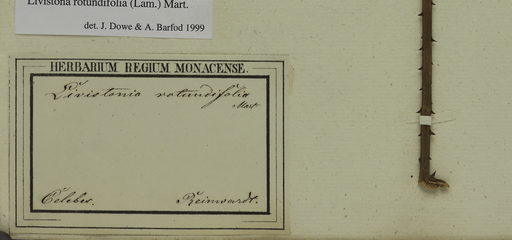 Livistona rotundifolia (Lam.) Mart.
det. J. Dowe & A. Barfod 1999
HERBARIUM REGIUM MONACENSE.
Livistonia rotundifolia
Mart
Celebes. Reinwardt.